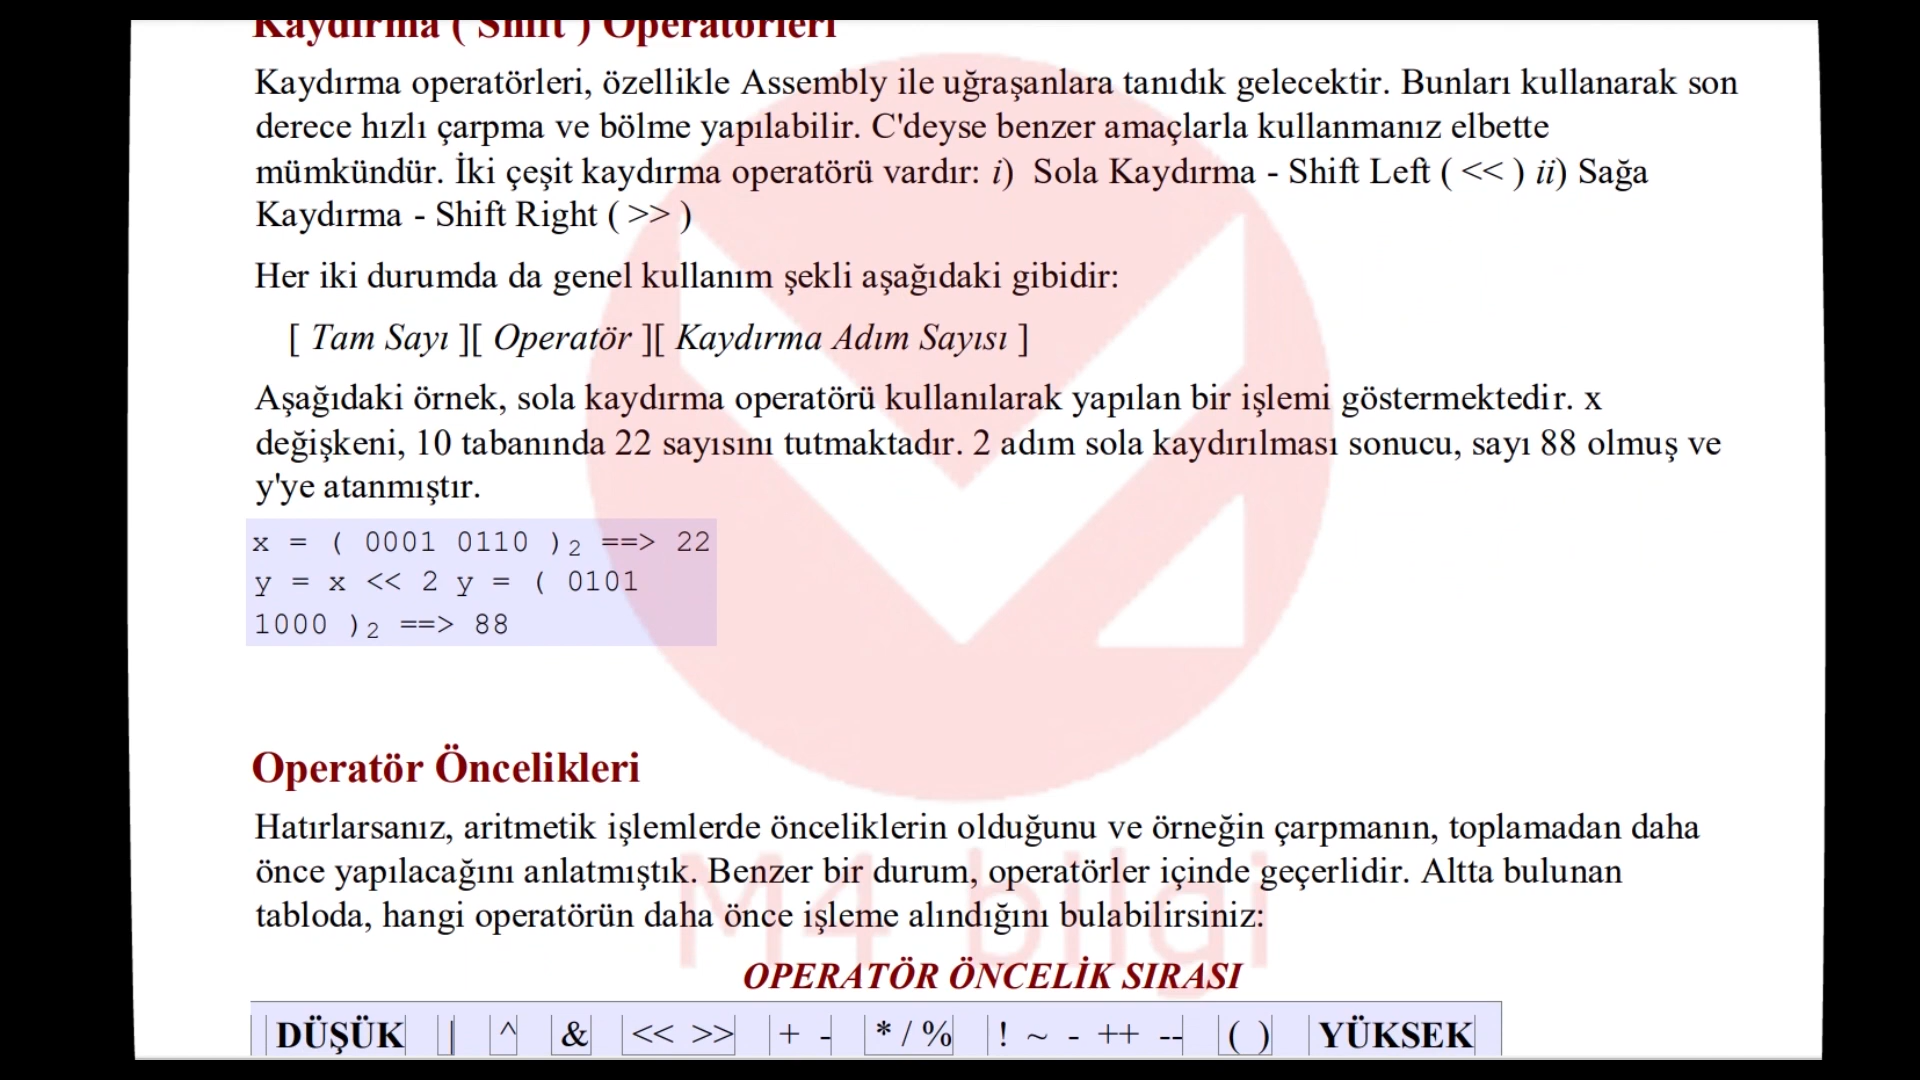 Kaydırma ( Shift ) Operatörleri
Kaydırma operatörleri, özellikle Assembly ile uğraşanlara tanıdık gelecektir. Bunları kullanarak son
derece hızlı çarpma ve bölme yapılabilir. C'deyse benzer amaçlarla kullanmanız elbette
mümkündür. İki çeşit kaydırma operatörü vardır: i) Sola Kaydırma - Shift Left ( << ) ii) Sağa
Kaydırma - Shift Right ( >> )
Her iki durumda da genel kullanım şekli aşağıdaki gibidir:
[ Tam Sayı ][ Operatör ][ Kaydırma Adım Sayısı ]
Aşağıdaki örnek, sola kaydırma operatörü kullanılarak yapılan bir işlemi göstermektedir. x
değişkeni, 10 tabanında 22 sayısını tutmaktadır. 2 adım sola kaydırılması sonucu, sayı 88 olmuş ve
y'ye atanmıştır.
x = ( 0001 0110 )2 ==> 22
y = x << 2 y = ( 0101
1000 )2 ==> 88
Operatör Öncelikleri
Hatırlarsanız, aritmetik işlemlerde önceliklerin olduğunu ve örneğin çarpmanın, toplamadan daha
önce yapılacağını anlatmıştık. Benzer bir durum, operatörler içinde geçerlidir. Altta bulunan
tabloda, hangi operatörün daha önce işleme alındığını bulabilirsiniz:
M4 bilgi
OPERATÖR ÖNCELİK SIRASI
DÜŞÜK | ^ & << >> + - * / % ! ~ - ++ -- ( ) YÜKSEK